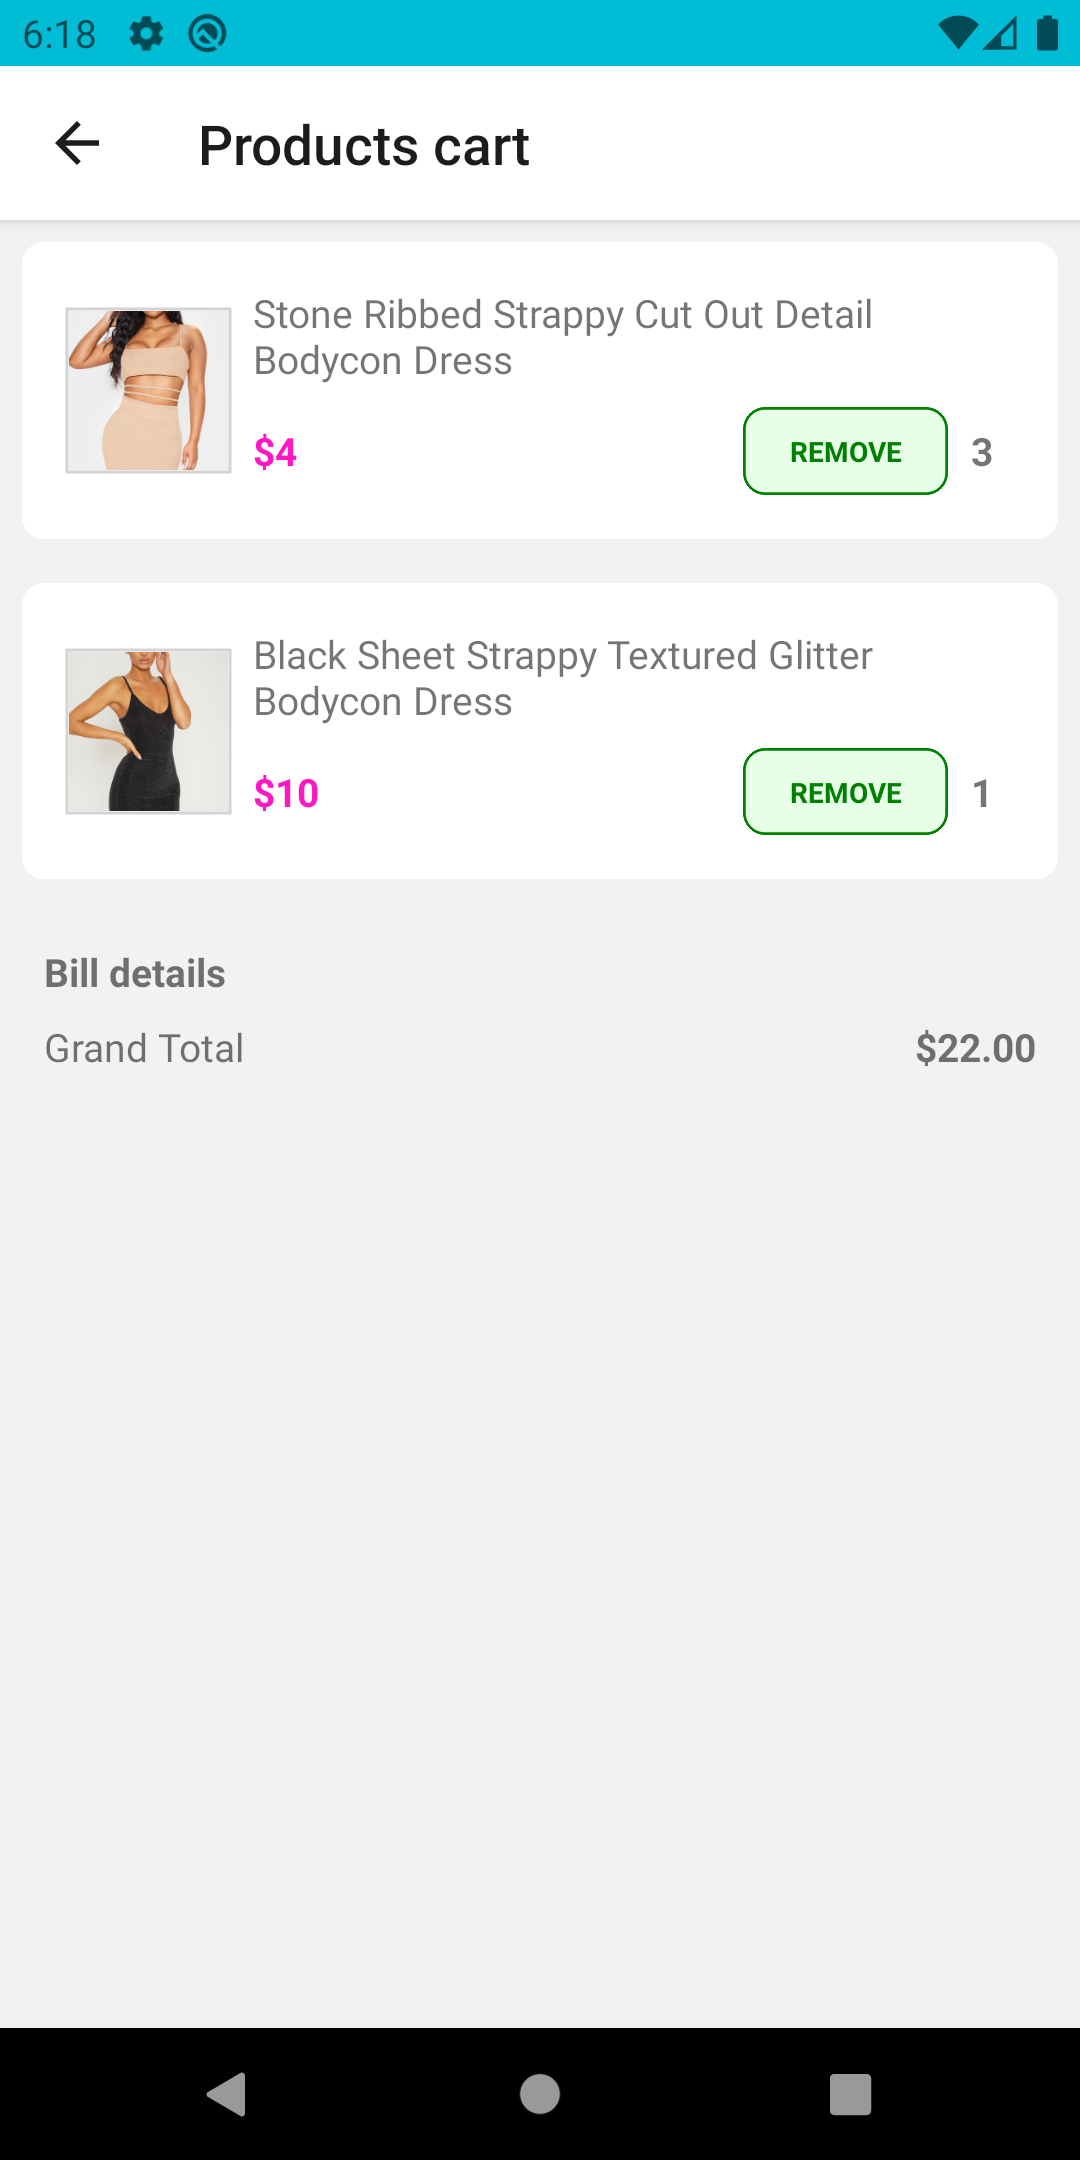 6:18
Products cart
Stone Ribbed Strappy Cut Out Detail
Bodycon Dress
$4
REMOVE
3
Black Sheet Strappy Textured Glitter
Bodycon Dress
$10
REMOVE
1
Bill details
Grand Total
$22.00